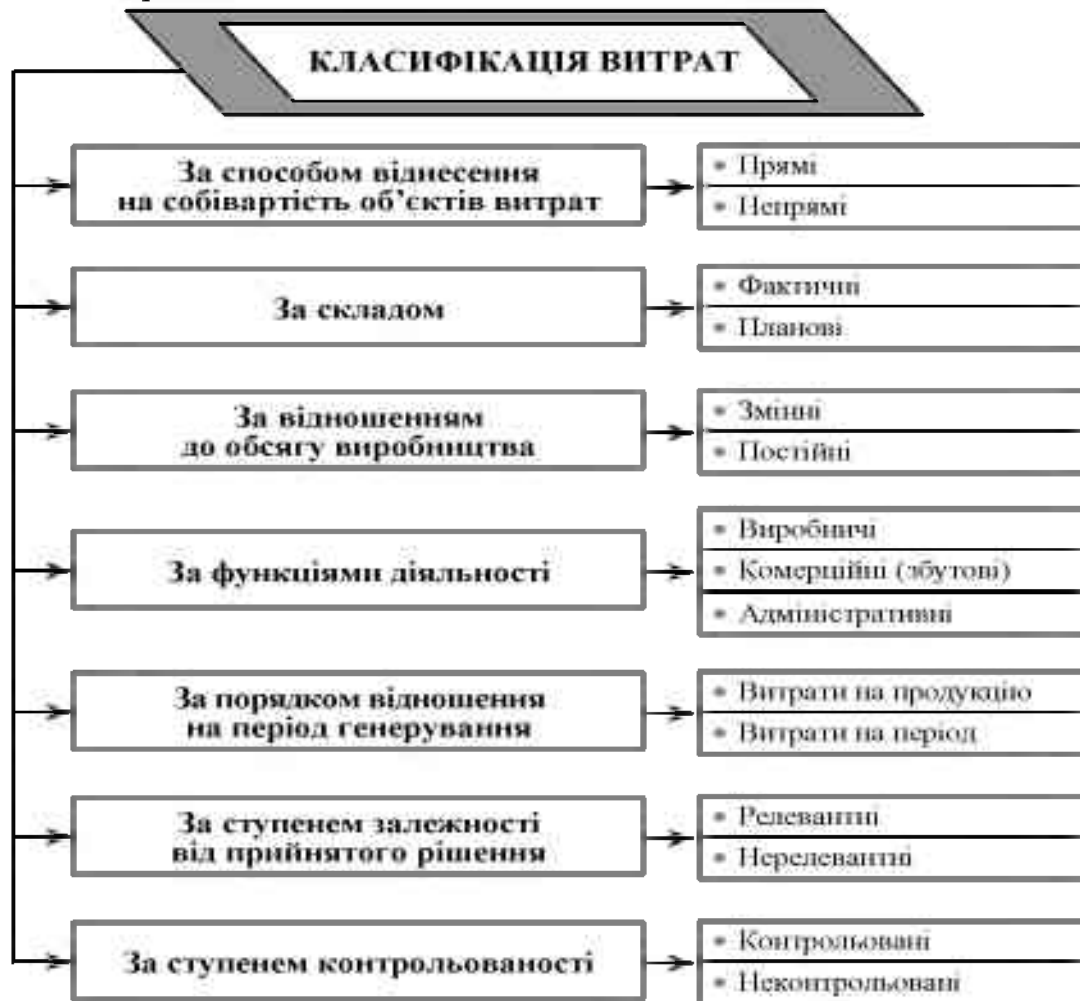 КЛАСИФІКАЦІЯ ВИТРАТ
За способом віднесення
на собівартість об’єктів витрат
• Прямі
• Непрямі
За складом
• Фактичні
• Планові
За відношенням
до обсягу виробництва
• Змінні
• Постійні
За функціями діяльності
• Виробничі
• Комерційні (збутові)
• Адміністративні
За порядком відношення
на період генерування
• Витрати на продукцію
• Витрати на період
За ступенем залежності
від прийнятого рішення
• Релевантні
• Нерелевантні
За ступенем контрольованості
• Контрольовані
• Неконтрольовані